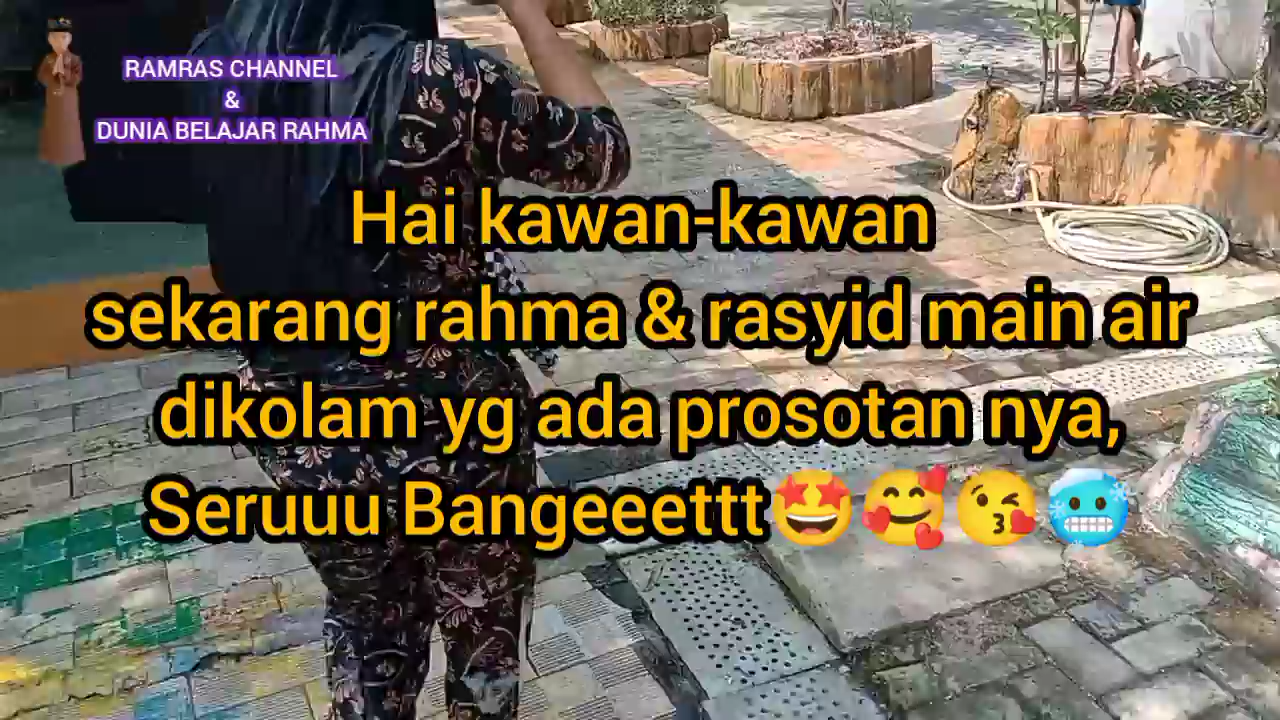 RAMRAS CHANNEL
&
DUNIA BELAJAR RAHMA
Hai kawan-kawan
sekarang rahma & rasyid main air
dikolam yg ada prosotan nya,
Seruuu Bangeeettt🤩🥰😘🥶